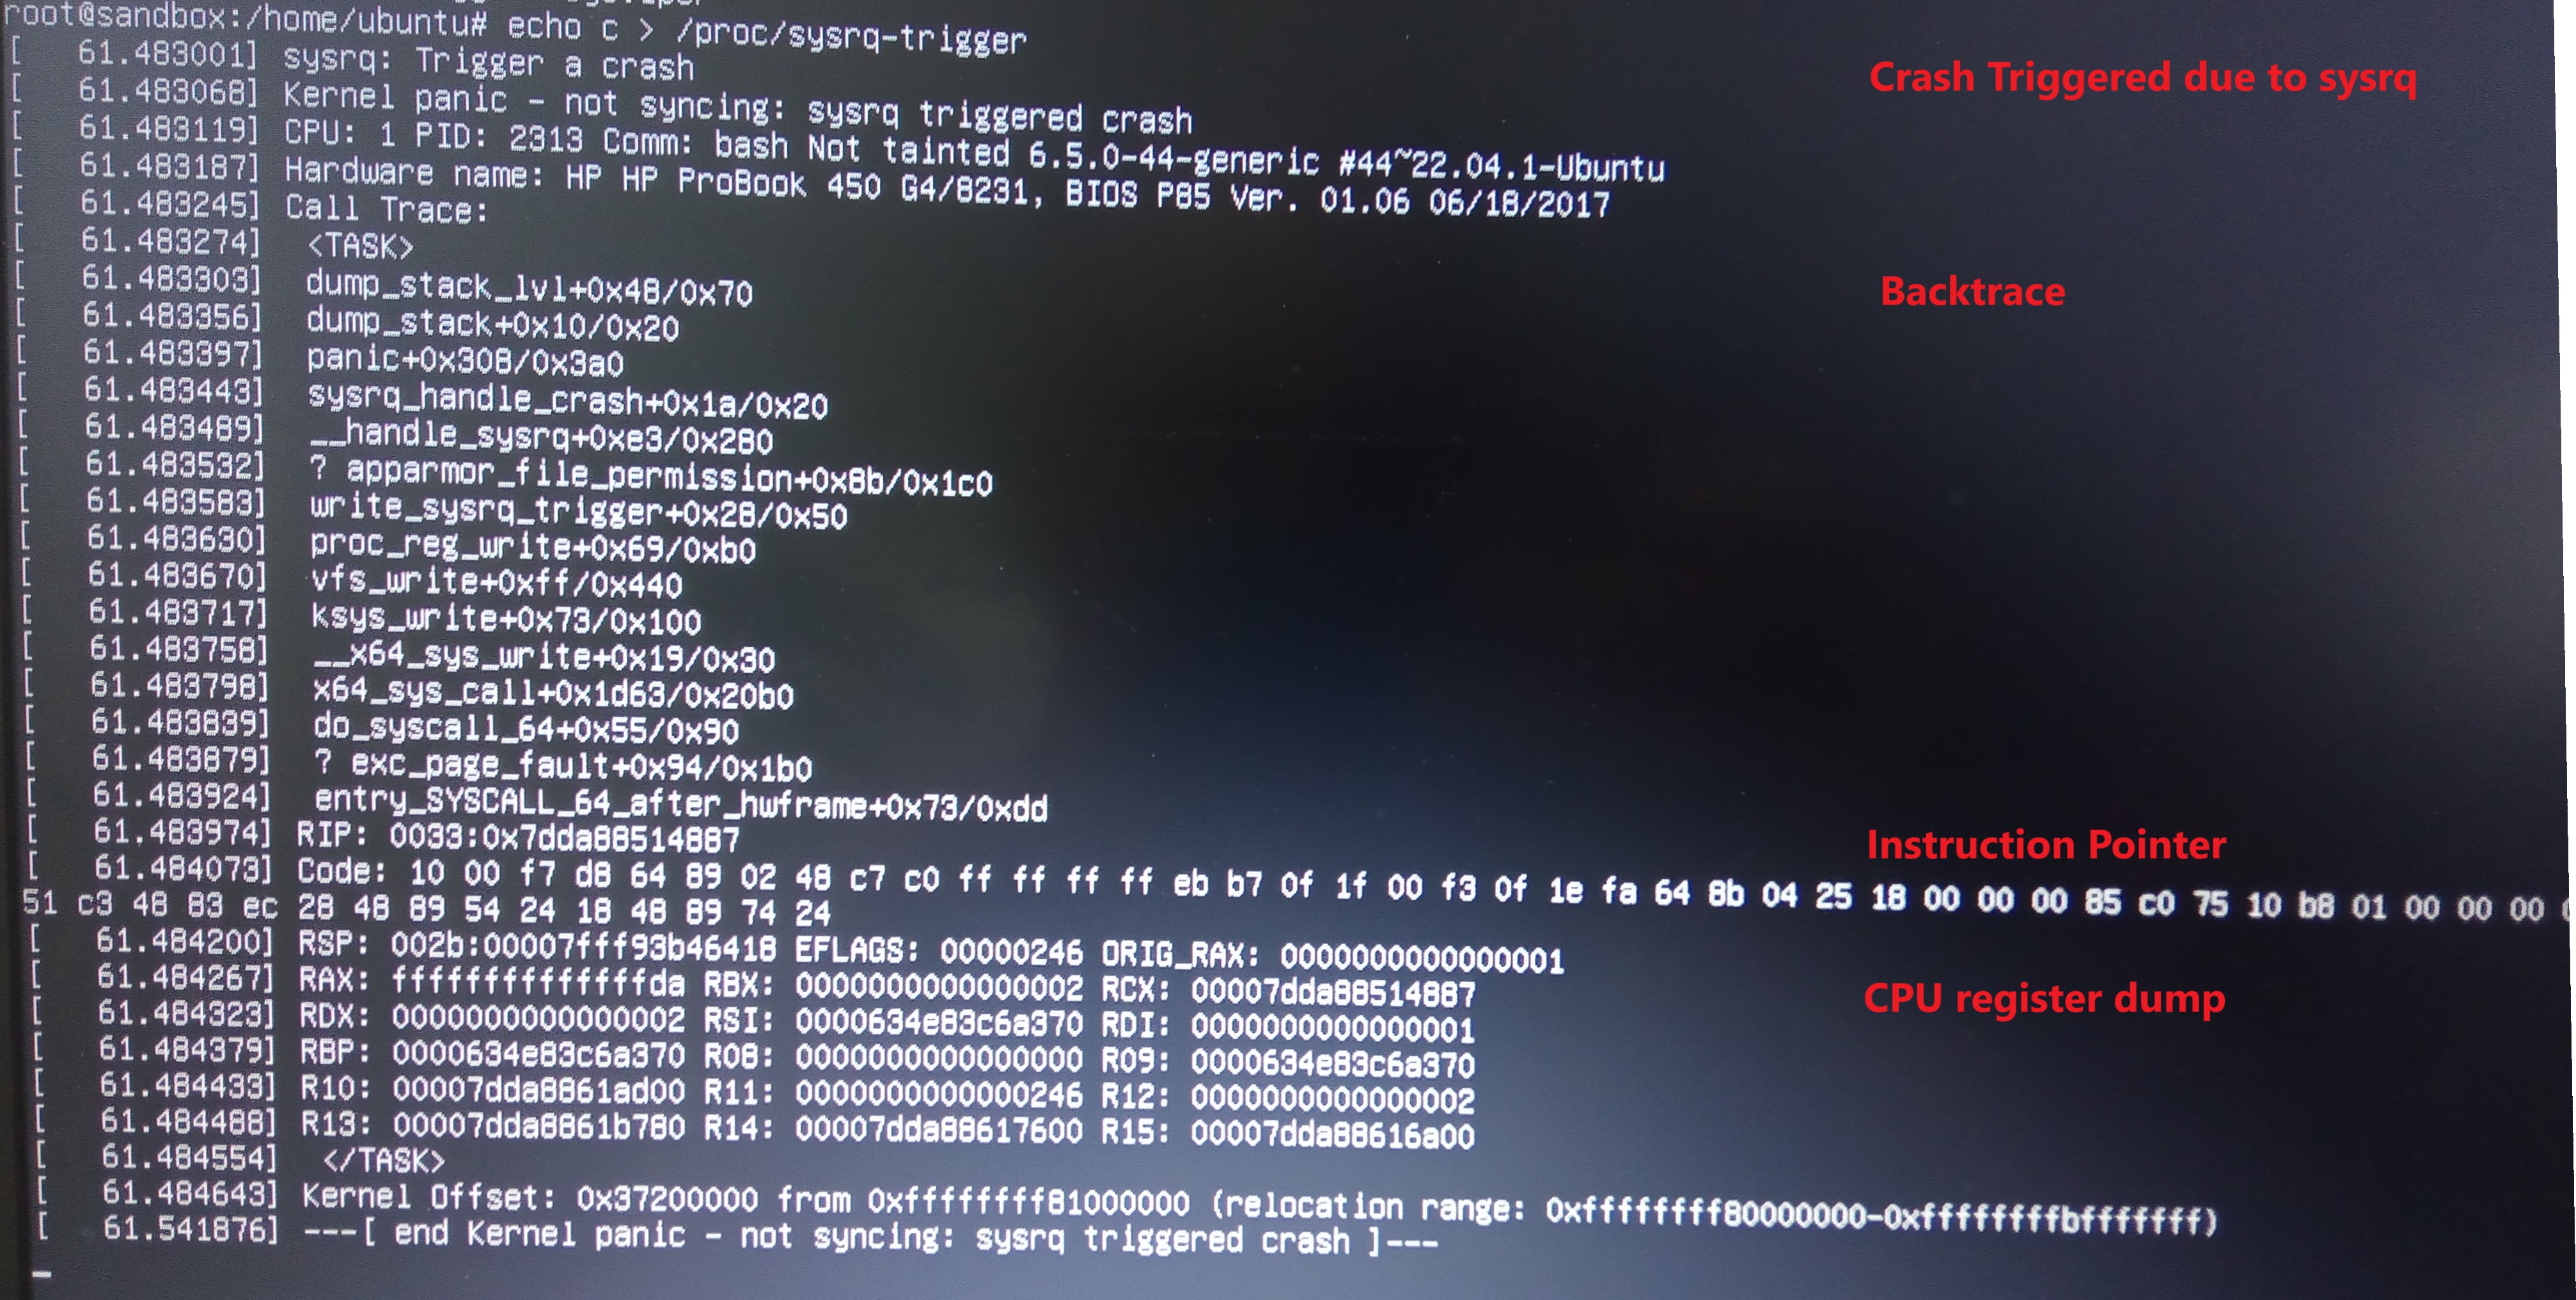 root@sandbox:/home/ubuntu# echo c > /proc/sysrq-trigger
[   61.483001] sysrq: Trigger a crash
Crash Triggered due to sysrq
[   61.483068] Kernel panic - not syncing: sysrq triggered crash
[   61.483119] CPU: 1 PID: 2313 Comm: bash Not tainted 6.5.0-44-generic #44~22.04.1-Ubuntu
[   61.483187] Hardware name: HP HP ProBook 450 G4/8231, BIOS P85 Ver. 01.06 06/18/2017
[   61.483245] Call Trace:
[   61.483274]  <TASK>
[   61.483303]  dump_stack_lvl+0x48/0x70
Backtrace
[   61.483356]  dump_stack+0x10/0x20
[   61.483397]  panic+0x308/0x3a0
[   61.483443]  sysrq_handle_crash+0x1a/0x20
[   61.483489]  __handle_sysrq+0xe3/0x280
[   61.483532]  ? apparmor_file_permission+0x8b/0x1c0
[   61.483583]  write_sysrq_trigger+0x28/0x50
[   61.483630]  proc_reg_write+0x69/0xb0
[   61.483670]  vfs_write+0xff/0x440
[   61.483717]  ksys_write+0x73/0x100
[   61.483758]  __x64_sys_write+0x19/0x30
[   61.483798]  x64_sys_call+0x1d63/0x20b0
[   61.483839]  do_syscall_64+0x55/0x90
[   61.483879]  ? exc_page_fault+0x94/0x1b0
[   61.483924]  entry_SYSCALL_64_after_hwframe+0x73/0xdd
[   61.483974] RIP: 0033:0x7dda88514887
Instruction Pointer
[   61.484073] Code: 10 00 f7 d8 64 89 02 48 c7 c0 ff ff ff ff eb b7 0f 1f 00 f3 0f 1e fa 64 8b 04 25 18 00 00 00 85 c0 75 10 b8 01 00 00 00
51 c3 48 83 ec 28 48 89 54 24 18 48 89 74 24
[   61.484200] RSP: 002b:00007fff93b46418 EFLAGS: 00000246 ORIG_RAX: 0000000000000001
[   61.484267] RAX: ffffffffffffffda RBX: 0000000000000002 RCX: 00007dda88514887
CPU register dump
[   61.484323] RDX: 0000000000000002 RSI: 0000634e83c6a370 RDI: 0000000000000001
[   61.484379] RBP: 0000634e83c6a370 R08: 0000000000000000 R09: 0000634e83c6a370
[   61.484433] R10: 00007dda8861ad00 R11: 0000000000000246 R12: 0000000000000002
[   61.484488] R13: 00007dda8861b780 R14: 00007dda88617600 R15: 00007dda88616a00
[   61.484554]  </TASK>
[   61.484643] Kernel Offset: 0x37200000 from 0xffffffff81000000 (relocation range: 0xffffffff80000000-0xffffffffbfffffff)
[   61.541876] ---[ end Kernel panic - not syncing: sysrq triggered crash ]---